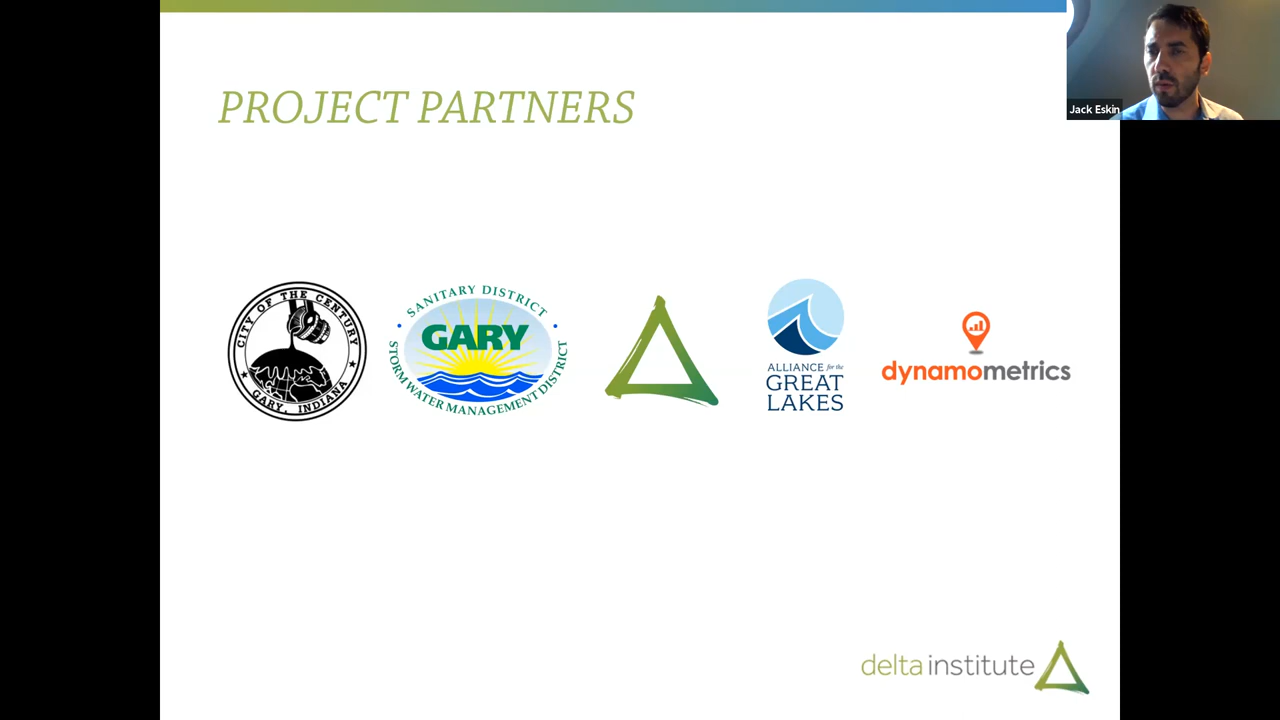 PROJECT PARTNERS
Jack Eskin
CITY OF THE CENTURY
GARY, INDIANA
SANITARY DISTRICT
GARY
STORM WATER MANAGEMENT DISTRICT
ALLIANCE for the
GREAT
LAKES
dynamometrics
delta institute